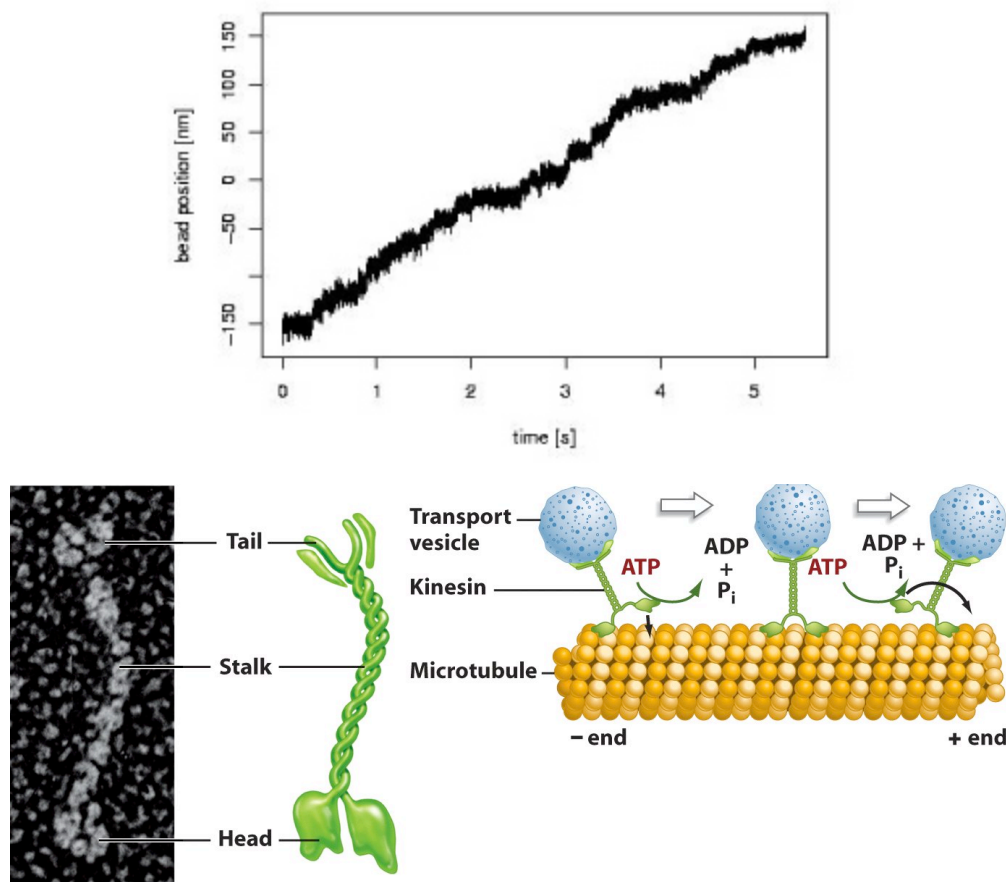 bead position [nm]
150
100
50
0
−50
−150
0 1 2 3 4 5
time [s]
Tail
Stalk
Head
Transport
vesicle
Kinesin
Microtubule
ATP
ADP
+
Pi
ATP
ADP +
Pi
– end
+ end